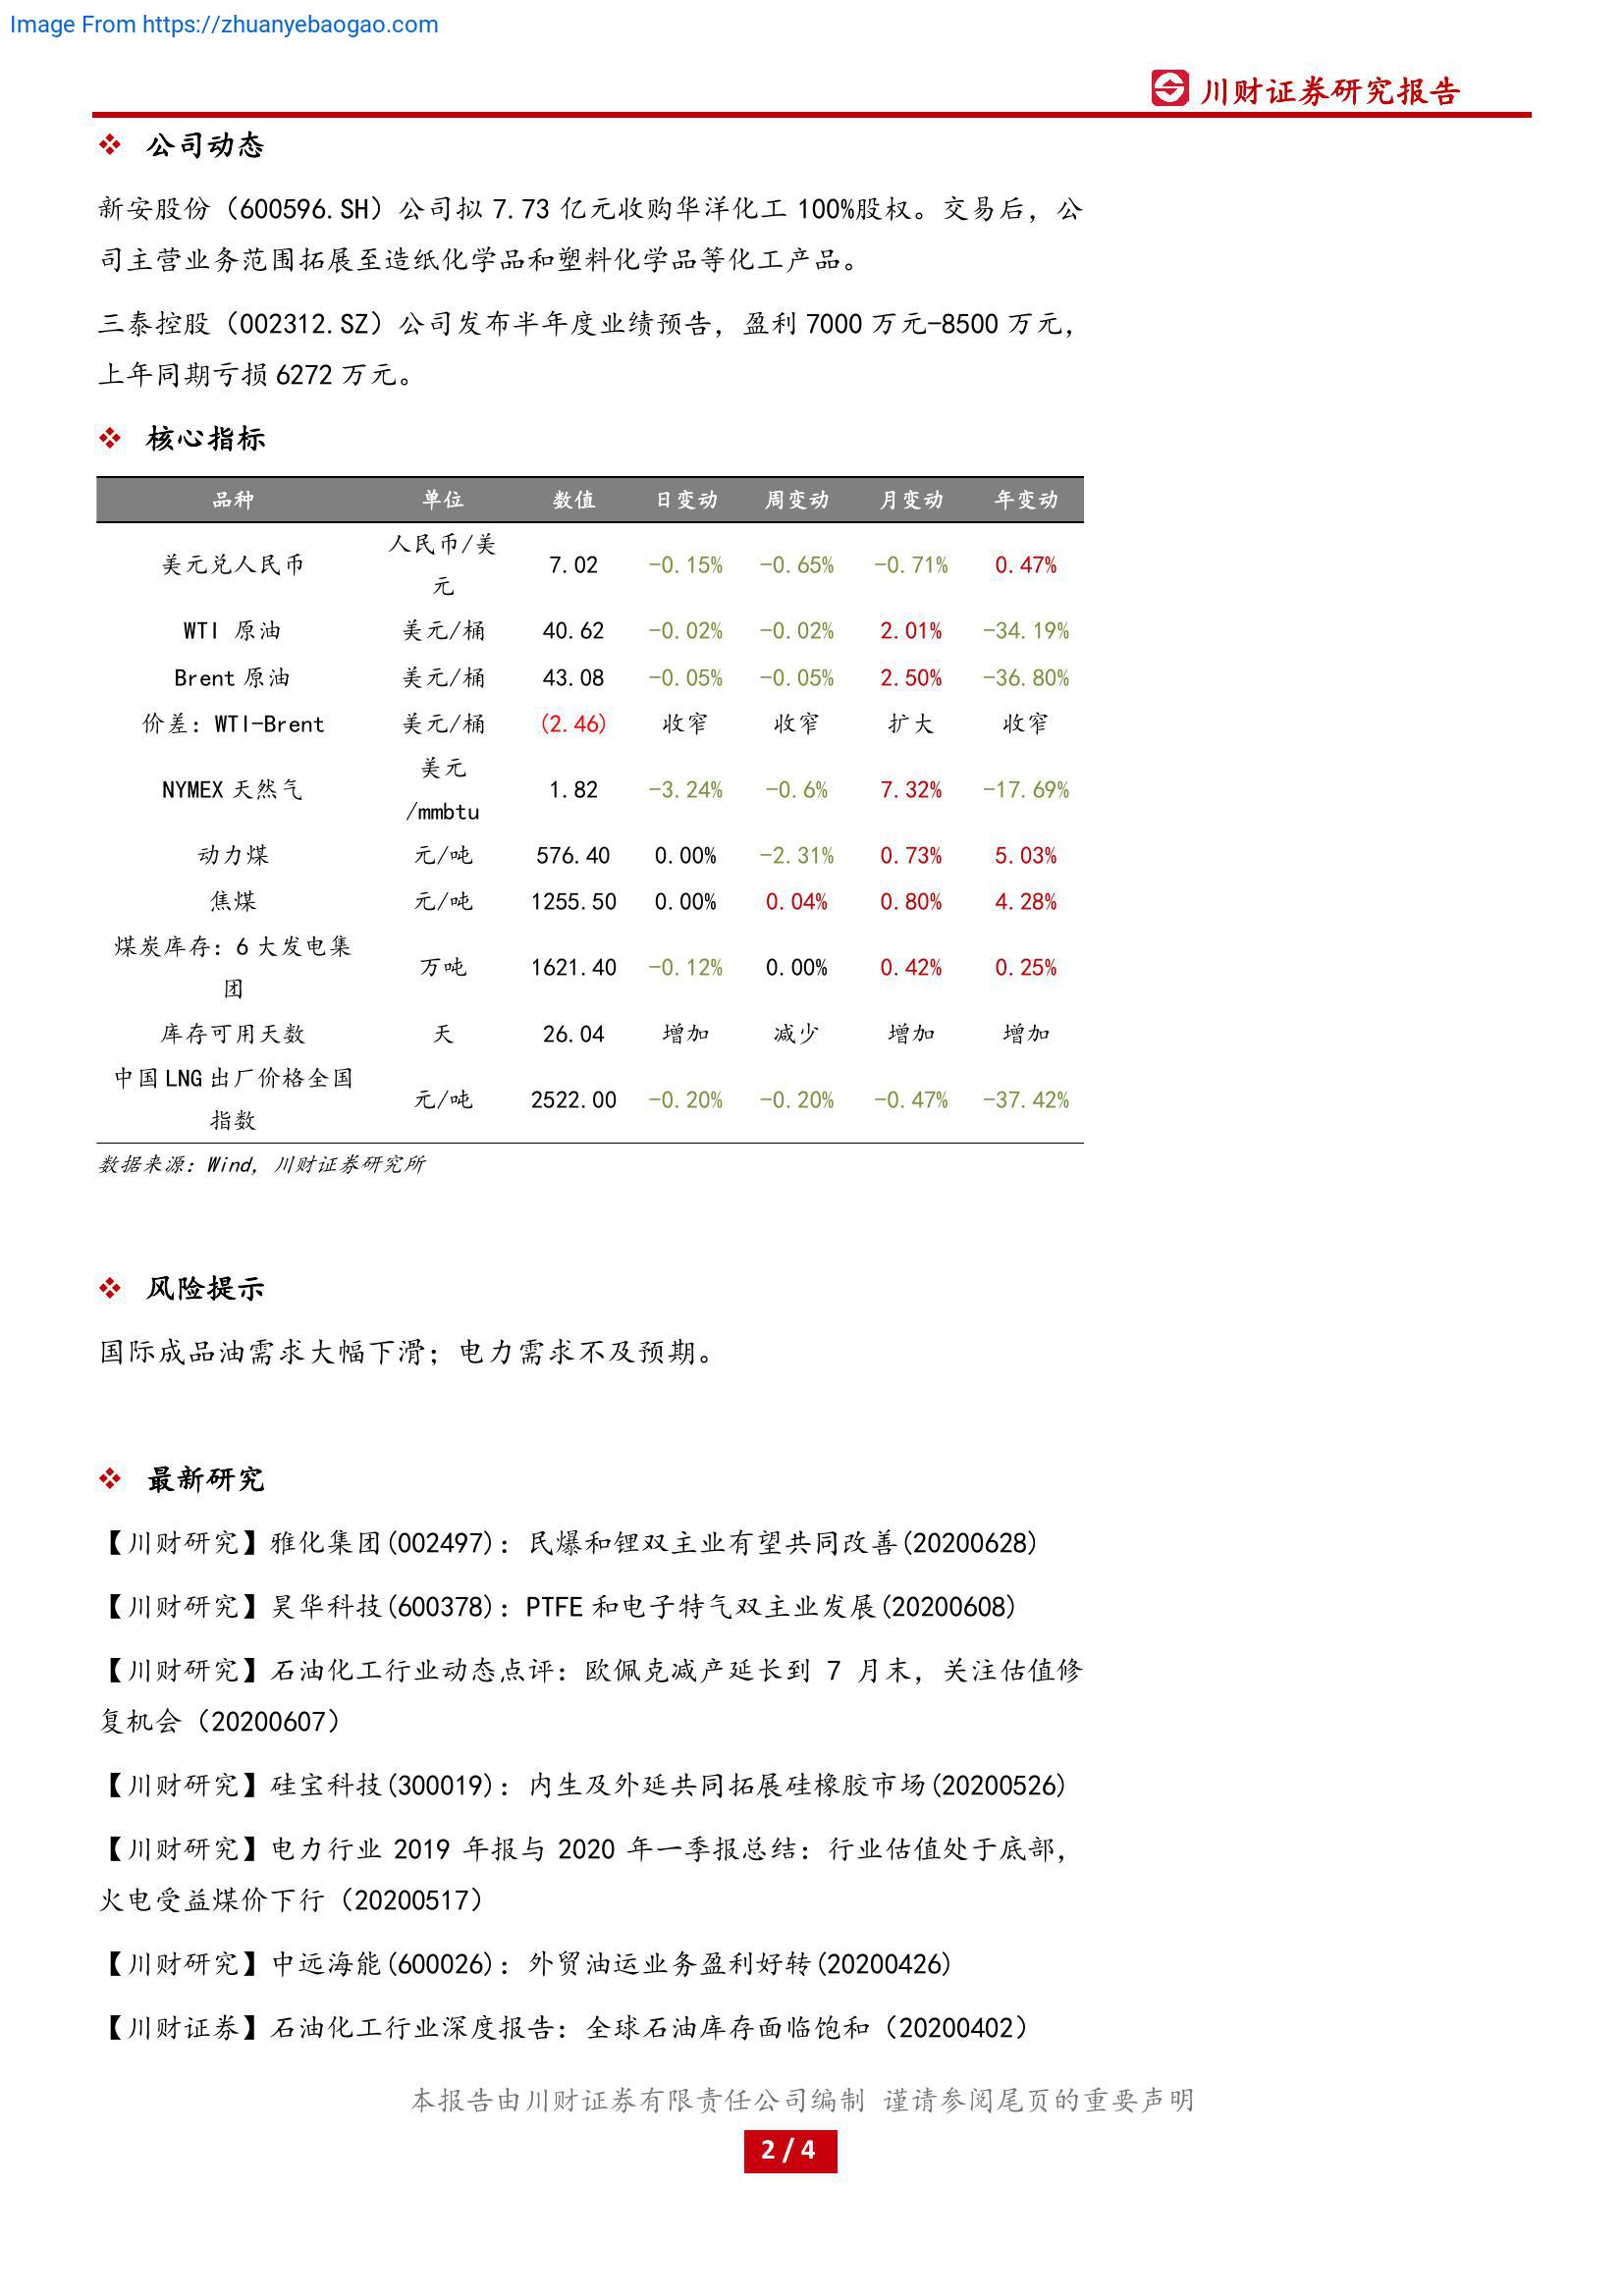 Image From https://zhuanyebaogao.com
川财证券研究报告
公司动态
新安股份（600596.SH）公司拟 7.73 亿元收购华洋化工 100%股权。交易后，公
司主营业务范围拓展至造纸化学品和塑料化学品等化工产品。
三泰控股（002312.SZ）公司发布半年度业绩预告，盈利 7000 万元-8500 万元，
上年同期亏损 6272 万元。
核心指标
品种 单位 数值 日变动 周变动 月变动 年变动
美元兑人民币 人民币/美元 7.02 -0.15% -0.65% -0.71% 0.47%
WTI 原油 美元/桶 40.62 -0.02% -0.02% 2.01% -34.19%
Brent 原油 美元/桶 43.08 -0.05% -0.05% 2.50% -36.80%
价差：WTI-Brent 美元/桶 (2.46) 收窄 收窄 扩大 收窄
NYMEX 天然气 美元/mmbtu 1.82 -3.24% -0.6% 7.32% -17.69%
动力煤 元/吨 576.40 0.00% -2.31% 0.73% 5.03%
焦煤 元/吨 1255.50 0.00% 0.04% 0.80% 4.28%
煤炭库存：6 大发电集团 万吨 1621.40 -0.12% 0.00% 0.42% 0.25%
库存可用天数 天 26.04 增加 减少 增加 增加
中国 LNG 出厂价格全国指数 元/吨 2522.00 -0.20% -0.20% -0.47% -37.42%
数据来源：Wind，川财证券研究所
风险提示
国际成品油需求大幅下滑；电力需求不及预期。
最新研究
【川财研究】雅化集团(002497)：民爆和锂双主业有望共同改善(20200628)
【川财研究】昊华科技(600378)：PTFE 和电子特气双主业发展(20200608)
【川财研究】石油化工行业动态点评：欧佩克减产延长到 7 月末，关注估值修
复机会（20200607）
【川财研究】硅宝科技(300019)：内生及外延共同拓展硅橡胶市场(20200526)
【川财研究】电力行业 2019 年报与 2020 年一季报总结：行业估值处于底部，
火电受益煤价下行（20200517）
【川财研究】中远海能(600026)：外贸油运业务盈利好转(20200426)
【川财证券】石油化工行业深度报告：全球石油库存面临饱和（20200402）
本报告由川财证券有限责任公司编制 谨请参阅尾页的重要声明
2 / 4